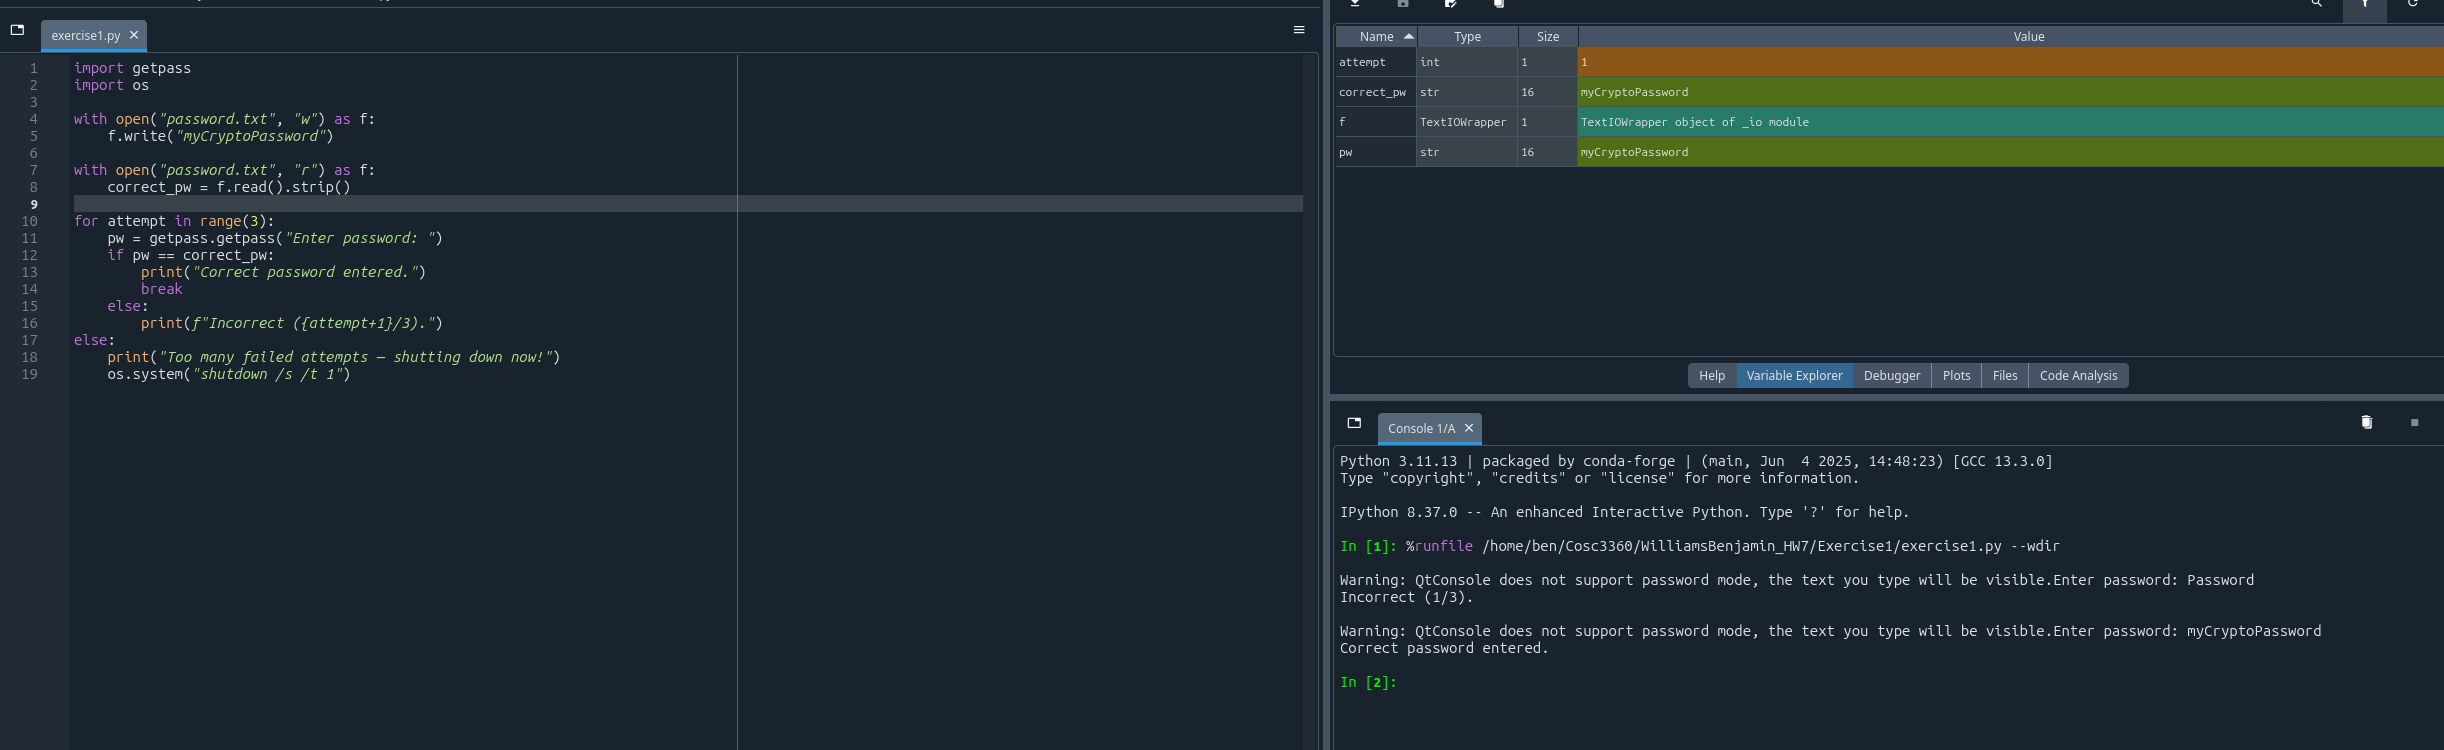 exercise1.py
1 import getpass
2 import os
3
4 with open("password.txt", "w") as f:
5     f.write("myCryptoPassword")
6
7 with open("password.txt", "r") as f:
8     correct_pw = f.read().strip()
9
10 for attempt in range(3):
11     pw = getpass.getpass("Enter password: ")
12     if pw == correct_pw:
13         print("Correct password entered.")
14         break
15     else:
16         print(f"Incorrect ({attempt+1}/3).")
17 else:
18     print("Too many failed attempts — shutting down now!")
19     os.system("shutdown /s /t 1")
Name Type Size Value
attempt int 1 1
correct_pw str 16 myCryptoPassword
f TextIOWrapper 1 TextIOWrapper object of _io module
pw str 16 myCryptoPassword
Help Variable Explorer Debugger Plots Files Code Analysis
Console 1/A
Python 3.11.13 | packaged by conda-forge | (main, Jun  4 2025, 14:48:23) [GCC 13.3.0]
Type "copyright", "credits" or "license" for more information.
IPython 8.37.0 -- An enhanced Interactive Python. Type '?' for help.
In [1]: %runfile /home/ben/Cosc3360/WilliamsBenjamin_HW7/Exercise1/exercise1.py --wdir
Warning: QtConsole does not support password mode, the text you type will be visible.Enter password: Password
Incorrect (1/3).
Warning: QtConsole does not support password mode, the text you type will be visible.Enter password: myCryptoPassword
Correct password entered.
In [2]: